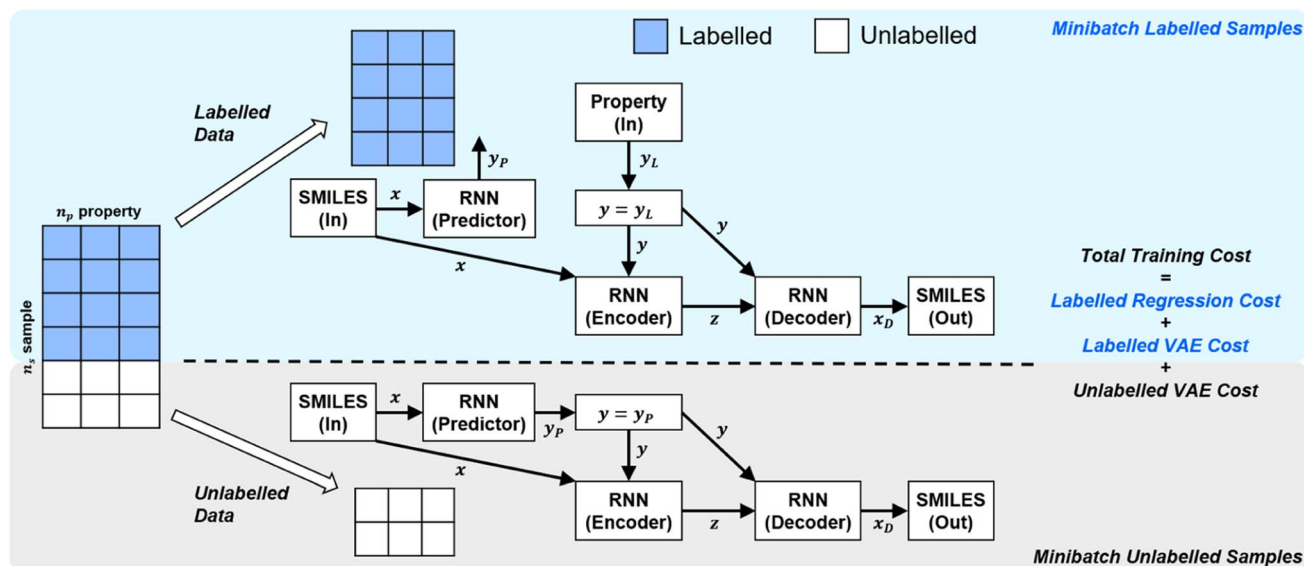 Labelled
Unlabelled
Minibatch Labelled Samples
Labelled
Data
Property
(In)
y_P
y_L
SMILES
(In)
x
RNN
(Predictor)
y = y_L
y
y
x
n_p property
n_s sample
RNN
(Encoder)
z
RNN
(Decoder)
x_D
SMILES
(Out)
Total Training Cost
=
Labelled Regression Cost
+
Labelled VAE Cost
+
Unlabelled VAE Cost
SMILES
(In)
x
RNN
(Predictor)
y_P
y = y_P
y
y
x
Unlabelled
Data
RNN
(Encoder)
z
RNN
(Decoder)
x_D
SMILES
(Out)
Minibatch Unlabelled Samples